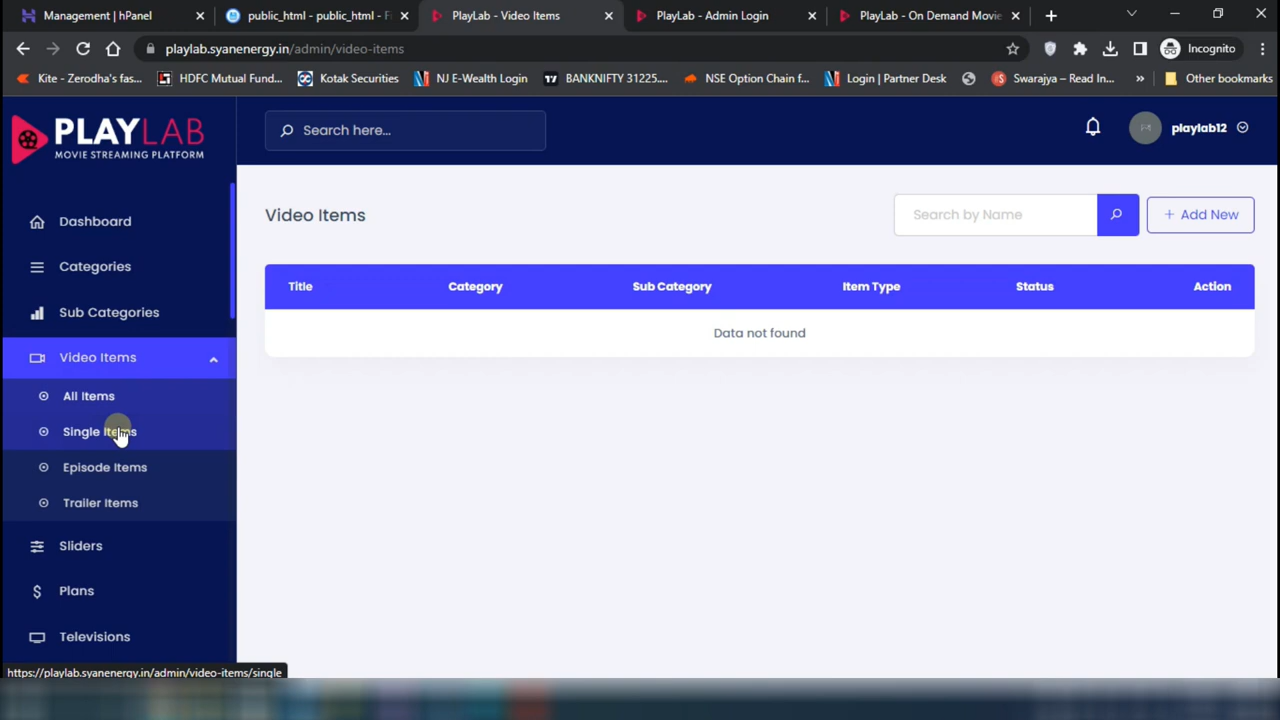 Management | hPanel
public_html - public_html - F
PlayLab - Video Items
PlayLab - Admin Login
PlayLab - On Demand Movie
playlab.syanenergy.in/admin/video-items
Incognito
Kite - Zerodha's fas...
HDFC Mutual Fund...
Kotak Securities
NJ E-Wealth Login
BANKNIFTY 31225....
NSE Option Chain f...
Login | Partner Desk
Swarajya – Read In...
»
Other bookmarks
PLAYLAB
MOVIE STREAMING PLATFORM
Search here...
playlab12
Dashboard
Categories
Sub Categories
Video Items
All Items
Single Items
Episode Items
Trailer Items
Sliders
Plans
Televisions
Video Items
Search by Name
+ Add New
Title Category Sub Category Item Type Status Action
Data not found
https://playlab.syanenergy.in/admin/video-items/single